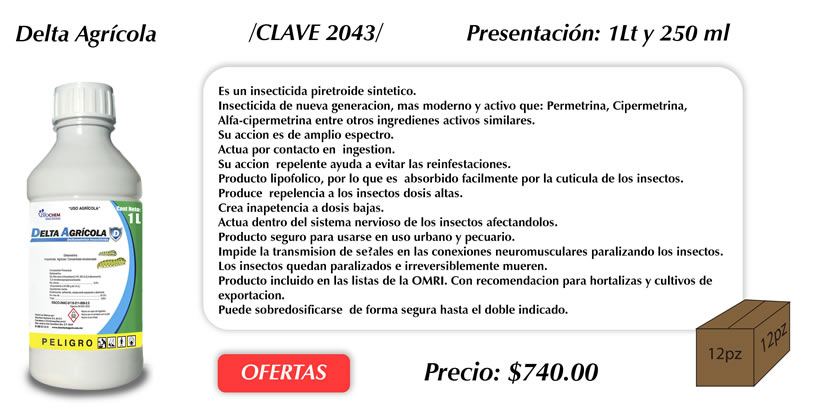 Delta Agrícola
/CLAVE 2043/
Presentación: 1Lt y 250 ml
Es un insecticida piretroide sintetico.
Insecticida de nueva generacion, mas moderno y activo que: Permetrina, Cipermetrina,
Alfa-cipermetrina entre otros ingredienes activos similares.
Su accion es de amplio espectro.
Actua por contacto en ingestion.
Su accion repelente ayuda a evitar las reinfestaciones.
Producto lipofolico, por lo que es absorbido facilmente por la cuticula de los insectos.
Produce repelencia a los insectos dosis altas.
Crea inapetencia a dosis bajas.
Actua dentro del sistema nervioso de los insectos afectandolos.
Producto seguro para usarse en uso urbano y pecuario.
Impide la transmision de se?ales en las conexiones neuromusculares paralizando los insectos.
Los insectos quedan paralizados e irreversiblemente mueren.
Producto incluido en las listas de la OMRI. Con recomendacion para hortalizas y cultivos de
exportacion.
Puede sobredosificarse de forma segura hasta el doble indicado.
"USO AGRÍCOLA"
Cont Neto:
1 L
DELTA AGRÍCOLA
PELIGRO
OFERTAS
Precio: $740.00
12pz
12pz